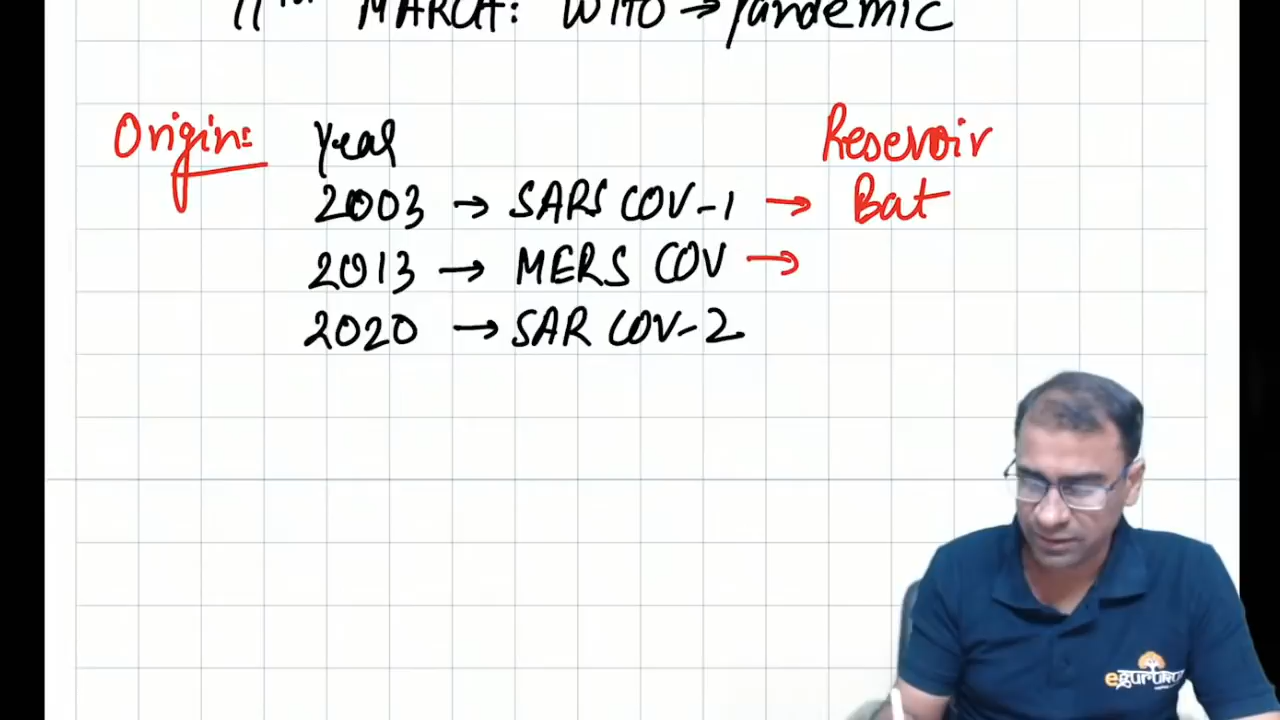 11th MARCH: WHO → Pandemic
Origin: Year Reservoir
2003 → SARS COV-1 → Bat
2013 → MERS COV →
2020 → SAR COV-2
egurukul